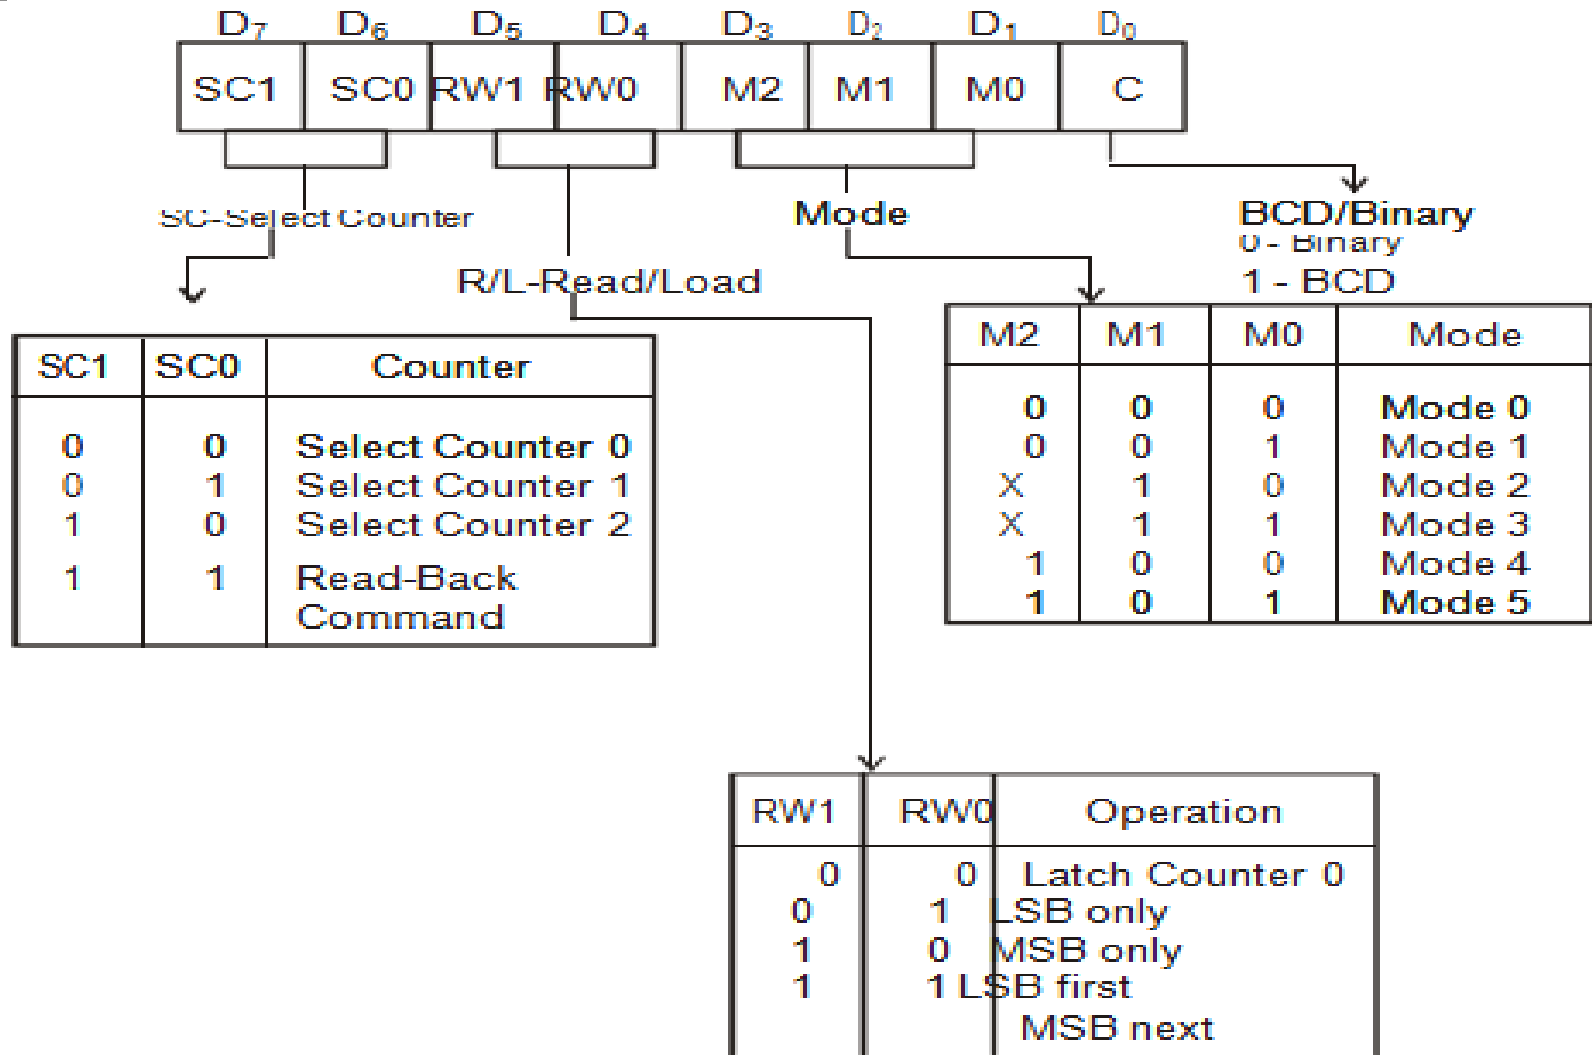 D₇ D₆ D₅ D₄ D₃ D₂ D₁ D₀
SC1 SC0 RW1 RW0 M2 M1 M0 C
SC-Select Counter
Mode
BCD/Binary
0 - Binary
R/L-Read/Load
1 - BCD
SC1 SC0 Counter
0 0 Select Counter 0
0 1 Select Counter 1
1 0 Select Counter 2
1 1 Read-Back
Command
M2 M1 M0 Mode
0 0 0 Mode 0
0 0 1 Mode 1
X 1 0 Mode 2
X 1 1 Mode 3
1 0 0 Mode 4
1 0 1 Mode 5
RW1 RW0 Operation
0 0 Latch Counter 0
0 1 LSB only
1 0 MSB only
1 1 LSB first
MSB next